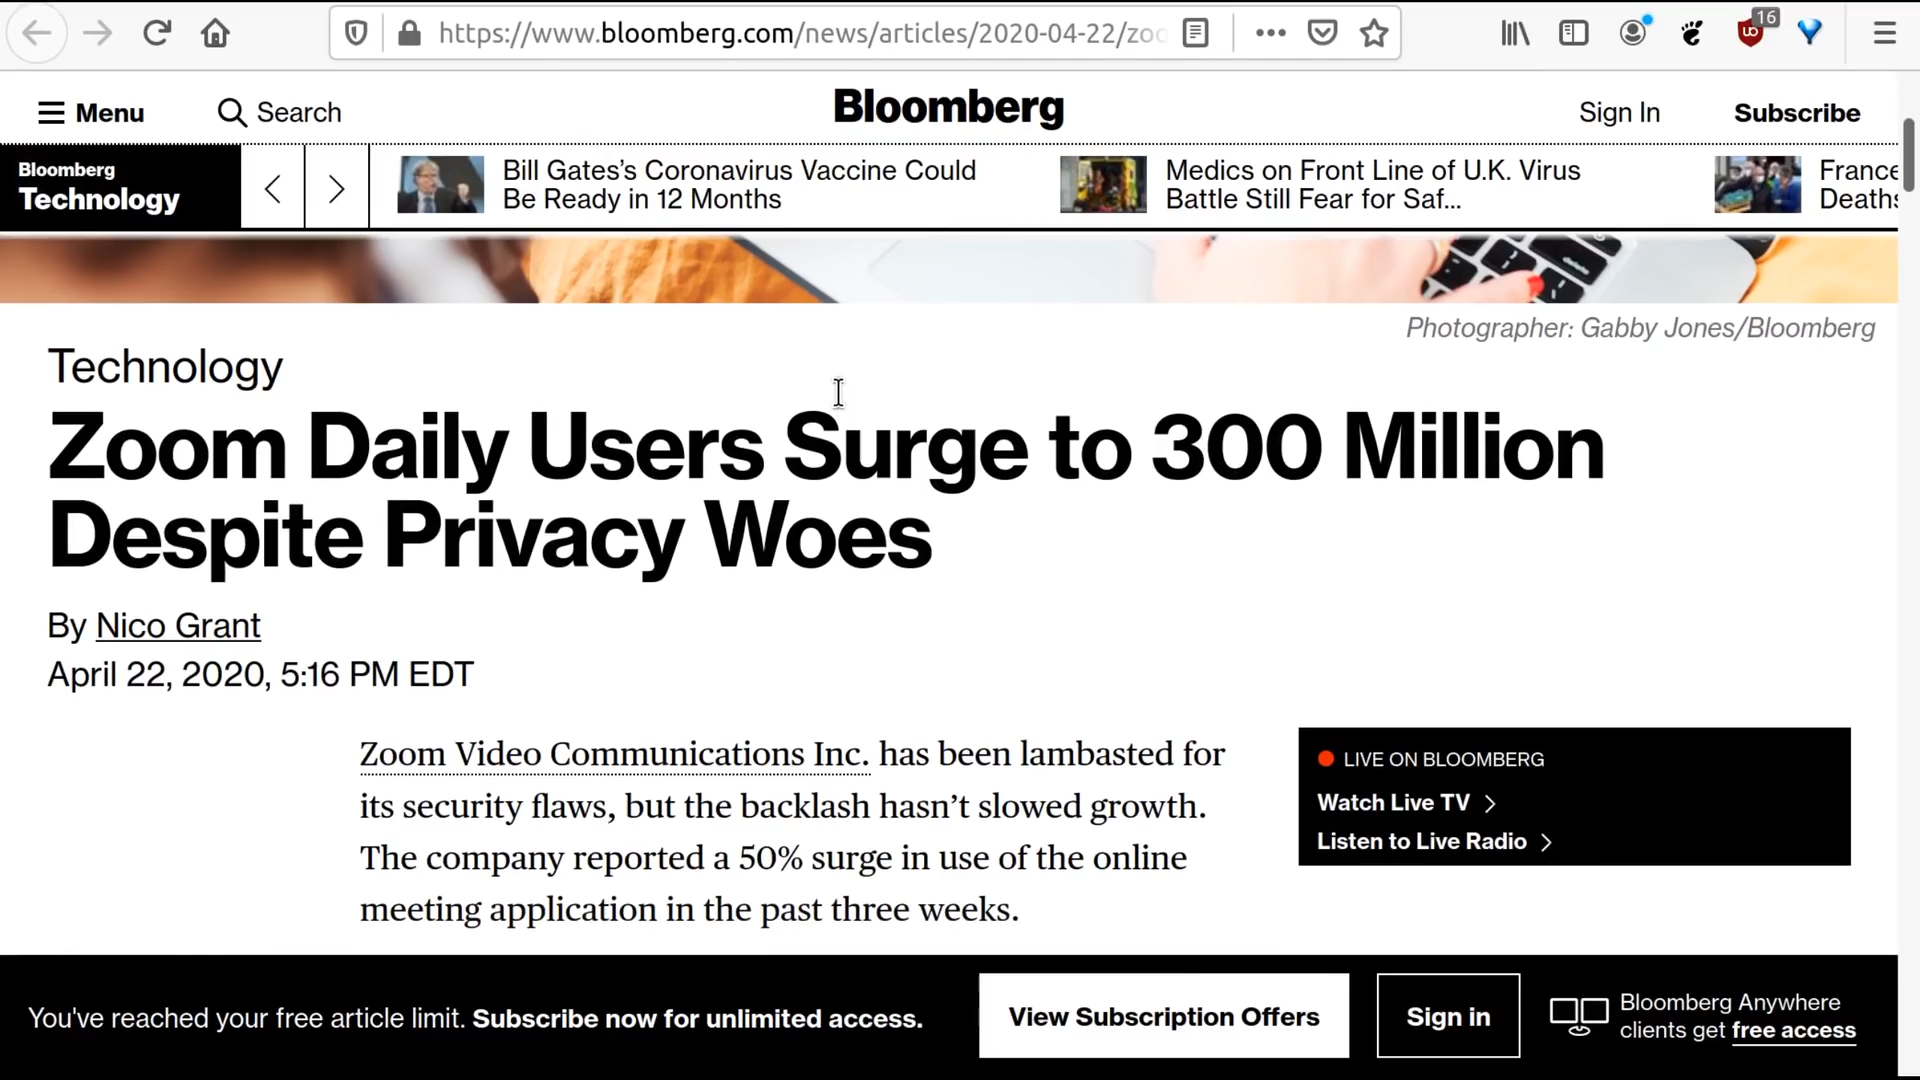 https://www.bloomberg.com/news/articles/2020-04-22/zoo
16
Menu
Search
Bloomberg
Sign In
Subscribe
Bloomberg
Technology
Bill Gates’s Coronavirus Vaccine Could
Be Ready in 12 Months
Medics on Front Line of U.K. Virus
Battle Still Fear for Saf...
France
Deaths
Photographer: Gabby Jones/Bloomberg
Technology
Zoom Daily Users Surge to 300 Million
Despite Privacy Woes
By Nico Grant
April 22, 2020, 5:16 PM EDT
Zoom Video Communications Inc. has been lambasted for
its security flaws, but the backlash hasn’t slowed growth.
The company reported a 50% surge in use of the online
meeting application in the past three weeks.
LIVE ON BLOOMBERG
Watch Live TV
Listen to Live Radio
You've reached your free article limit. Subscribe now for unlimited access.
View Subscription Offers
Sign in
Bloomberg Anywhere
clients get free access